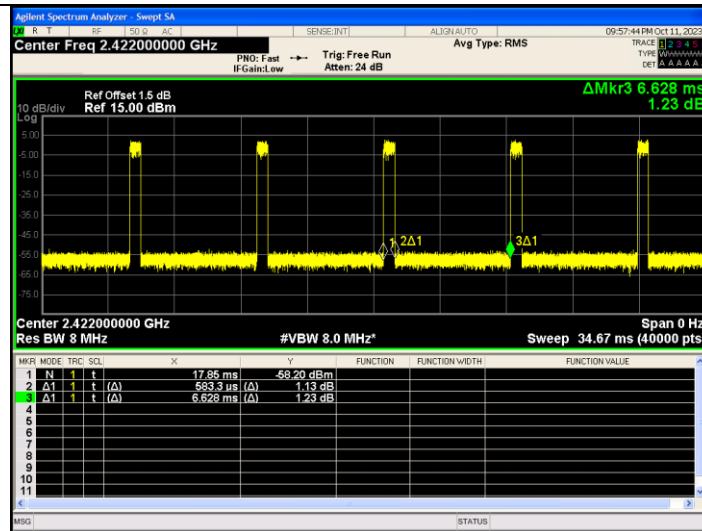 Agilent Spectrum Analyzer - Swept SA
R T RF 50 Ω AC SENSE:INT ALIGN AUTO 09:57:44 PM Oct 11, 2023
Center Freq 2.422000000 GHz
Avg Type: RMS
TRACE 1 2 3 4 5
PNO: Fast
IFGain:Low
Trig: Free Run
Atten: 24 dB
TYPE
DET A A A A A
Ref Offset 1.5 dB
Ref 15.00 dBm
10 dB/div
Log
ΔMkr3 6.628 ms
1.23 dB
5.00
-5.00
-15.0
-25.0
-35.0
-45.0
-55.0
-65.0
-75.0
1 2Δ1 3Δ1
Center 2.422000000 GHz Span 0 Hz
Res BW 8 MHz #VBW 8.0 MHz* Sweep 34.67 ms (40000 pts
MKR MODE TRC SCL X Y FUNCTION FUNCTION WIDTH FUNCTION VALUE
1 N 1 t 17.85 ms -58.20 dBm
2 Δ1 1 t (Δ) 583.3 µs (Δ) 1.13 dB
3 Δ1 1 t (Δ) 6.628 ms (Δ) 1.23 dB
4
5
6
7
8
9
10
11
MSG STATUS